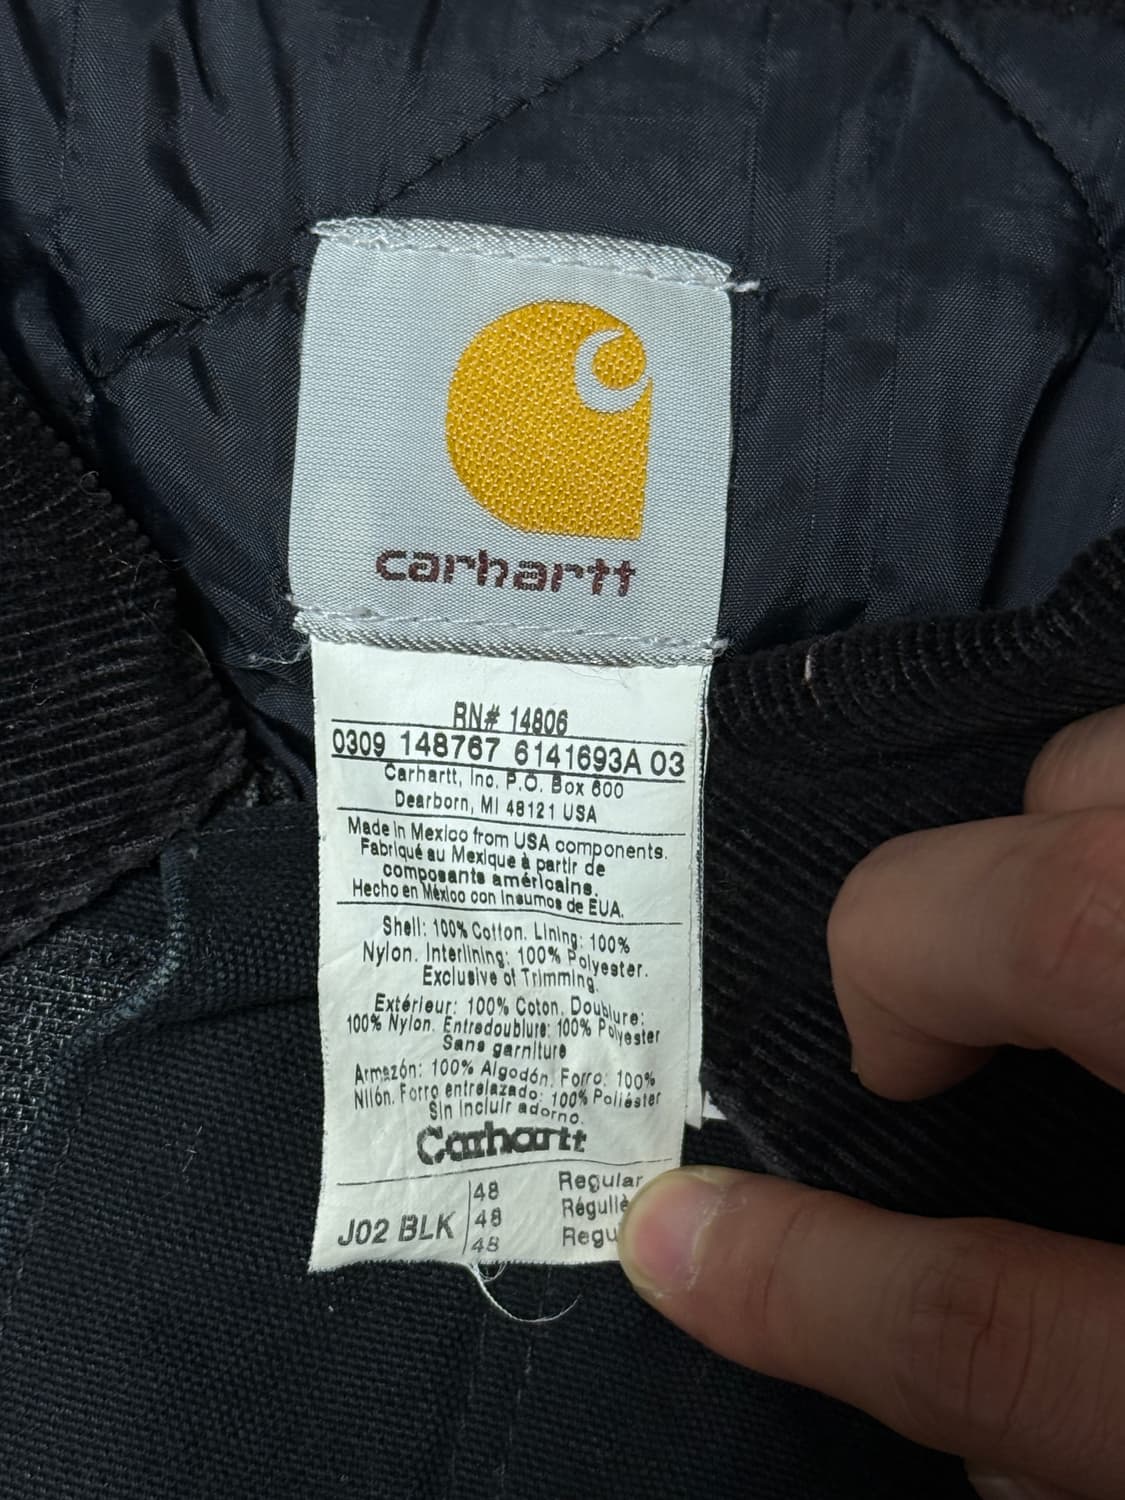 carhartt
RN# 14806
0309 148767 6141693A 03
Carhartt, Inc. P.O. Box 600
Dearborn, MI 48121 USA
Made in Mexico from USA components.
Fabriqué au Mexique à partir de
composants américains.
Hecho en México con Insumos de EUA.
Shell: 100% Cotton. Lining: 100%
Nylon. Interlining: 100% Polyester.
Exclusive of Trimming.
Extérieur: 100% Coton. Doublure:
100% Nylon. Entredoublure: 100% Polyester
Sans garniture
Armazón: 100% Algodón. Forro: 100%
Nilón. Forro entrelazado: 100% Poliéster
Sin incluir adorno.
Carhartt
48 Regular
48 Réguliè
J02 BLK 48 Regu